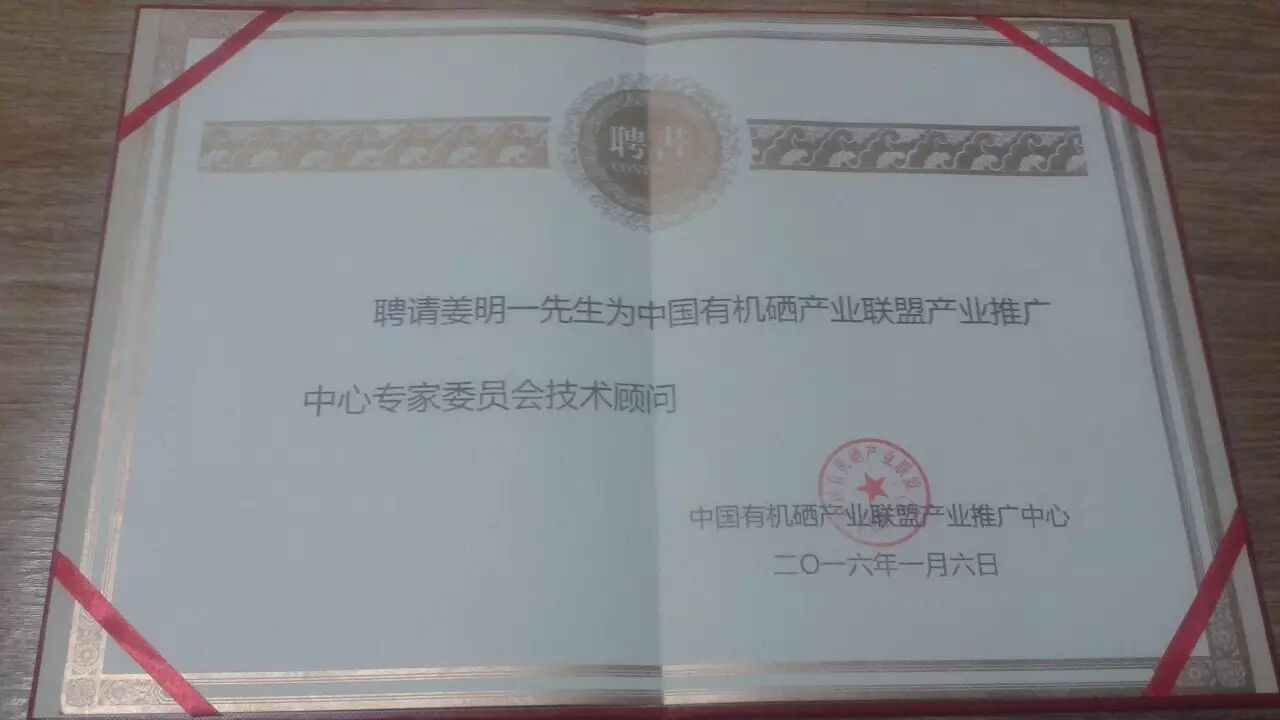 聘书
聘请姜明一先生为中国有机硒产业联盟产业推广
中心专家委员会技术顾问
中国有机硒产业联盟产业推广中心
二〇一六年一月六日